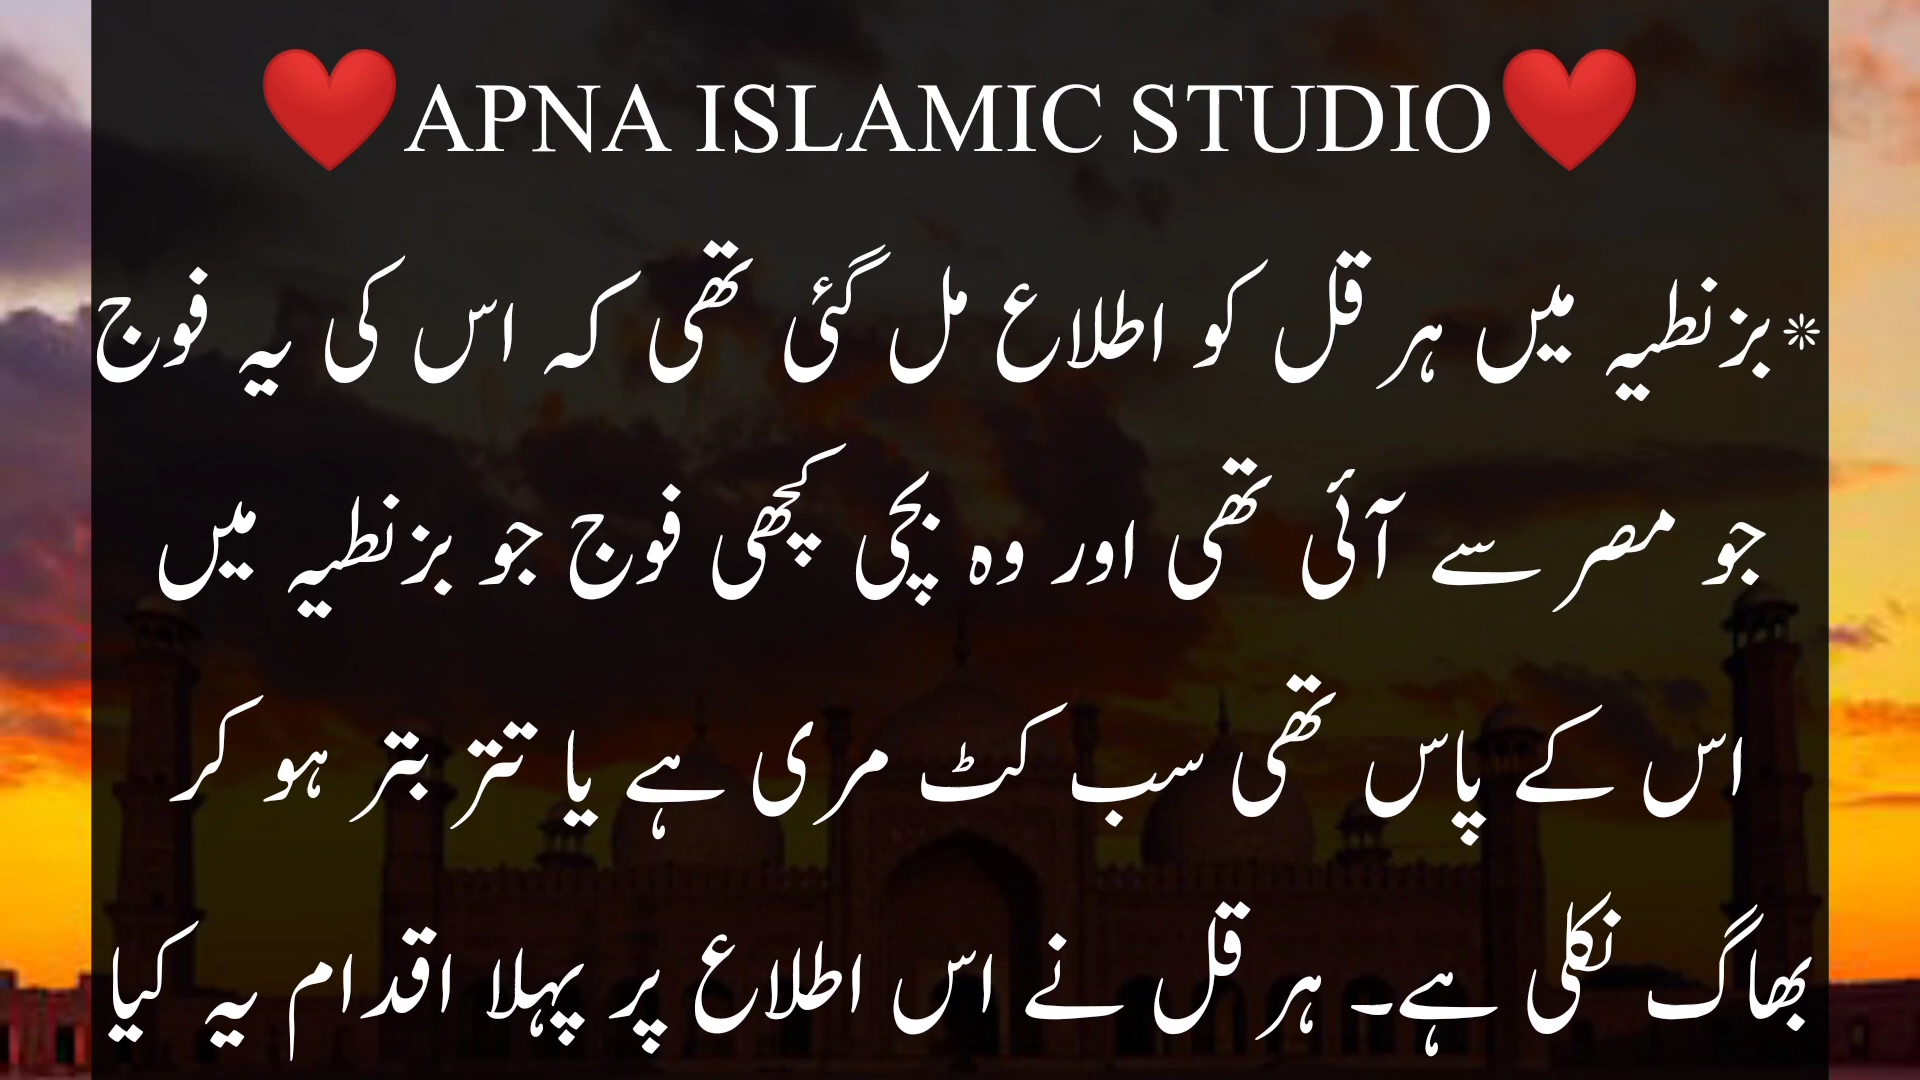 ❤️APNA ISLAMIC STUDIO❤️
*بزنطیہ میں ہرقل کو اطلاع مل گئی تھی کہ اس کی یہ فوج
جو مصر سے آئی تھی اور وہ بچی کچھی فوج جو بزنطیہ میں
اس کے پاس تھی سب کٹ مری ہے یا تتر بتر ہو کر
بھاگ نکلی ہے۔ ہرقل نے اس اطلاع پر پہلا اقدام یہ کیا